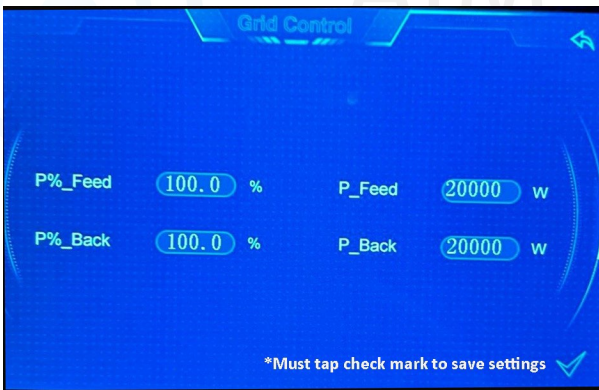 Grid Control
P%_Feed 100.0 % P_Feed 20000 W
P%_Back 100.0 % P_Back 20000 W
*Must tap check mark to save settings